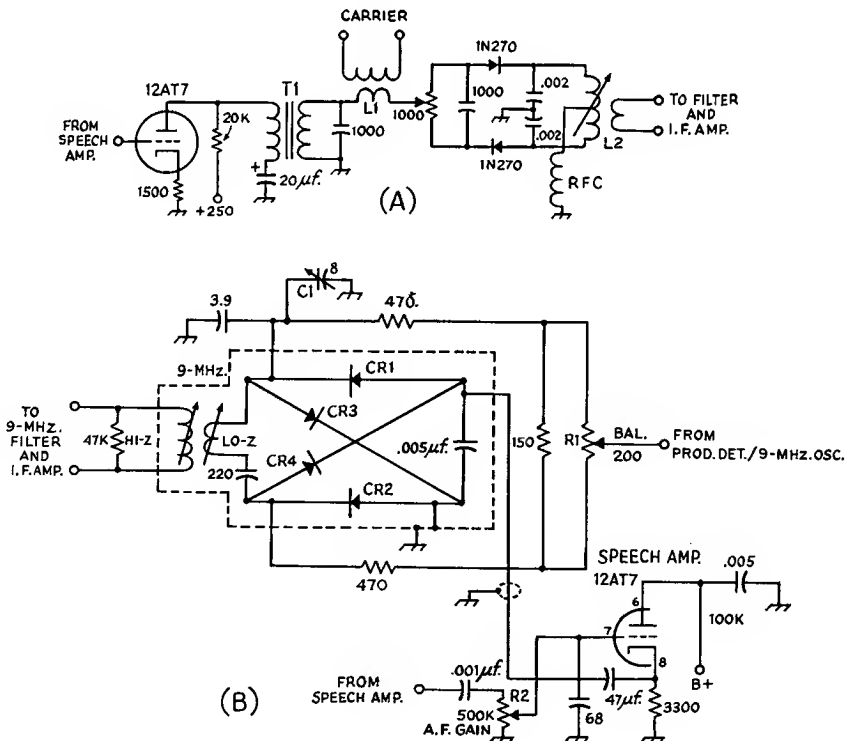 CARRIER
12AT7
T1
L1
1N270
FROM
SPEECH
AMP.
20K
1000
1000
1000
.002
.002
TO FILTER
AND
I.F. AMP.
L2
1500
+
20µf.
+250
1N270
RFC
(A)
8
C1
3.9
470.
9-MHz.
CR1
TO
9-MHz.
FILTER
AND
I.F. AMP.
47K
HI-Z
LO-Z
CR3
CR4
.005µf.
150
R1
BAL.
200
FROM
PROD. DET./9-MHz. OSC.
220
CR2
470
SPEECH AMP.
12AT7
.005
6
7
8
100K
B+
FROM
SPEECH AMP.
.001µf.
R2
500K
A.F. GAIN
68
47µf.
3300
(B)